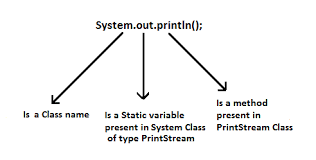 System.out.println();
Is a Class name
Is a Static variable
present in System Class
of type PrintStream
Is a method
present in
PrintStream Class